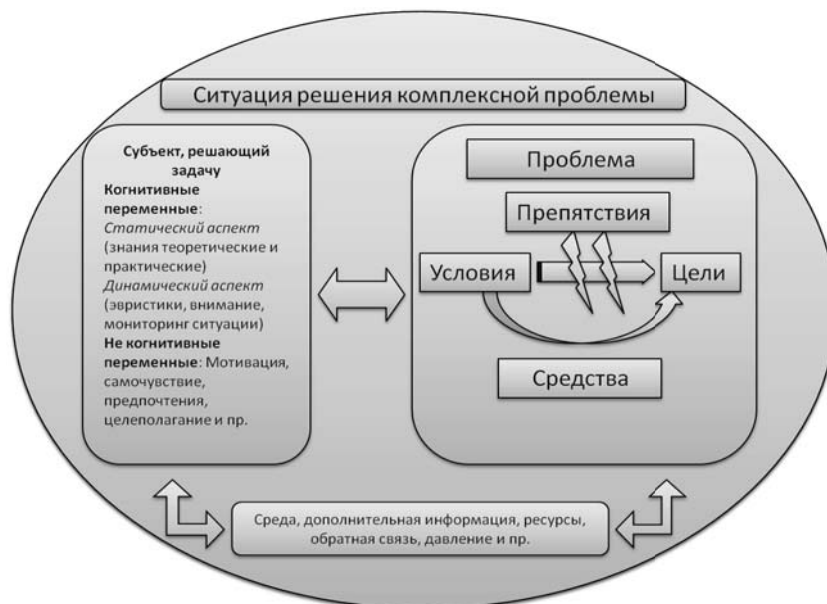 Ситуация решения комплексной проблемы
Субъект, решающий
задачу
Когнитивные
переменные:
Статический аспект
(знания теоретические и
практические)
Динамический аспект
(эвристики, внимание,
мониторинг ситуации)
Не когнитивные
переменные: Мотивация,
самочувствие,
предпочтения,
целеполагание и пр.
Проблема
Препятствия
Условия
Цели
Средства
Среда, дополнительная информация, ресурсы,
обратная связь, давление и пр.